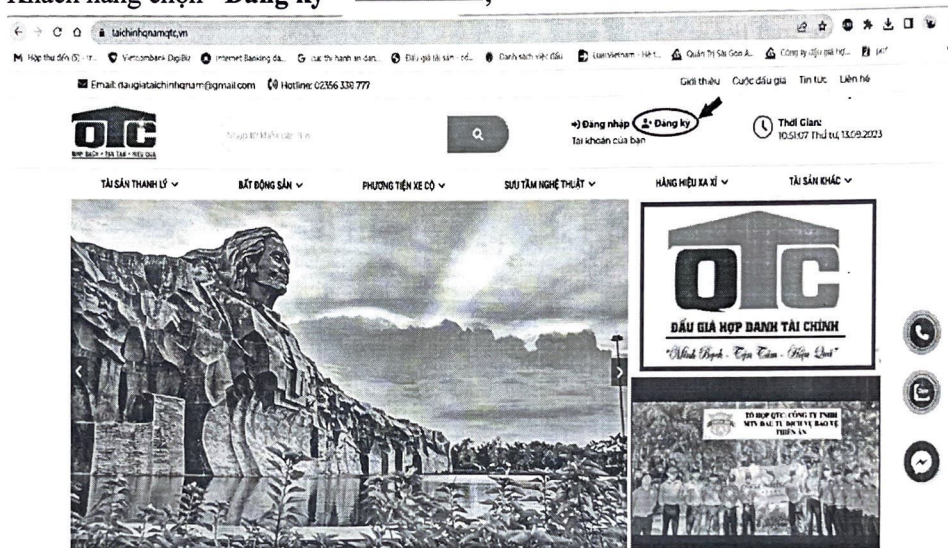 Khách hàng chọn "Đăng ký"
taichinhqnamqtc.vn
Vietcombank DigiBiz
Internet Banking
Email: daugiataichinhqnam@gmail.com Hotline: 02356 338 777
Giới thiệu Cuộc đấu giá Tin tức Liên hệ
Đăng nhập Đăng ký
Tài khoản của bạn
Thời Gian:
10:51:07 Thứ tư, 13.09.2023
QTC
TÀI SẢN THANH LÝ BẤT ĐỘNG SẢN PHƯƠNG TIỆN XE CỘ SƯU TẦM NGHỆ THUẬT HÀNG HIỆU XA XỈ TÀI SẢN KHÁC
QTC
ĐẤU GIÁ HỢP DANH TÀI CHÍNH
"Minh Bạch - Tận Tâm - Hiệu Quả"
TỔ HỢP QTC: CÔNG TY TNHH
MTV ĐẦU TƯ DỊCH VỤ BẢO VỆ
THIÊN ÂN